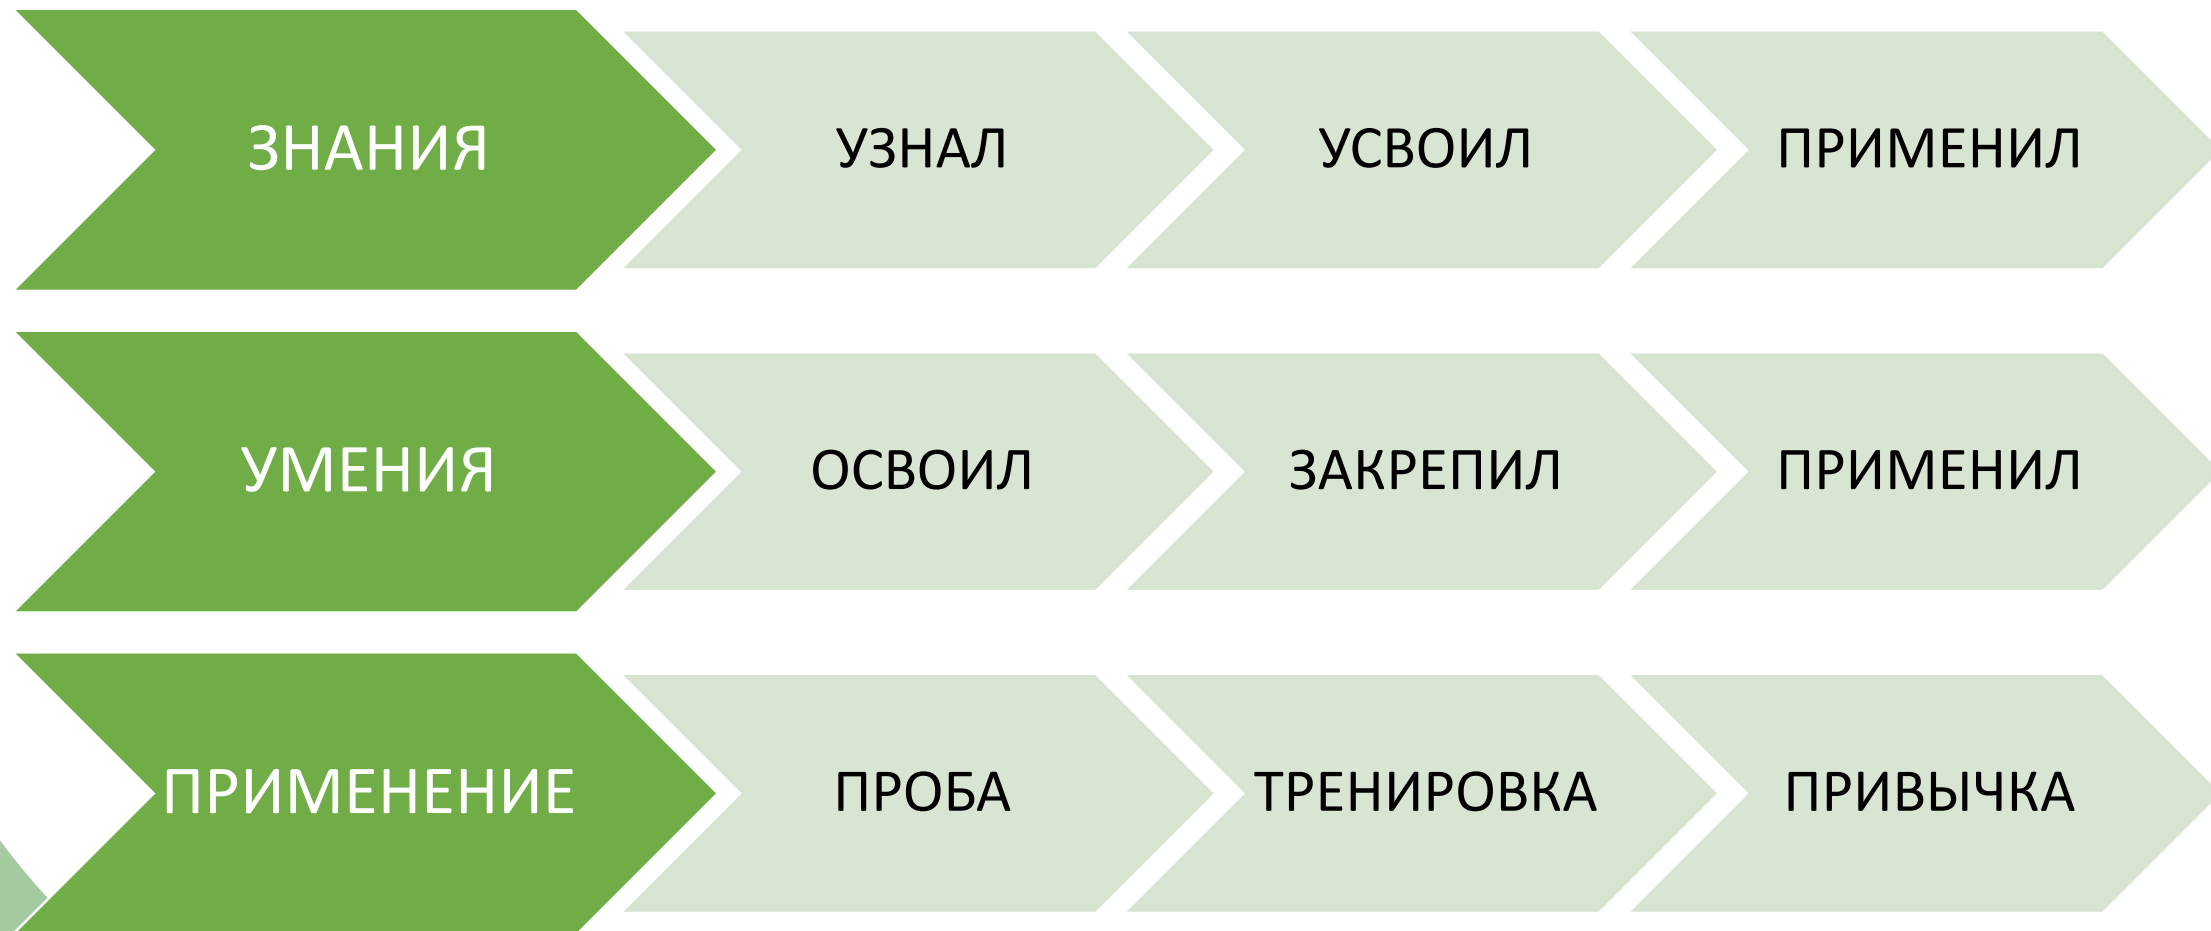 ЗНАНИЯ УЗНАЛ УСВОИЛ ПРИМЕНИЛ
УМЕНИЯ ОСВОИЛ ЗАКРЕПИЛ ПРИМЕНИЛ
ПРИМЕНЕНИЕ ПРОБА ТРЕНИРОВКА ПРИВЫЧКА